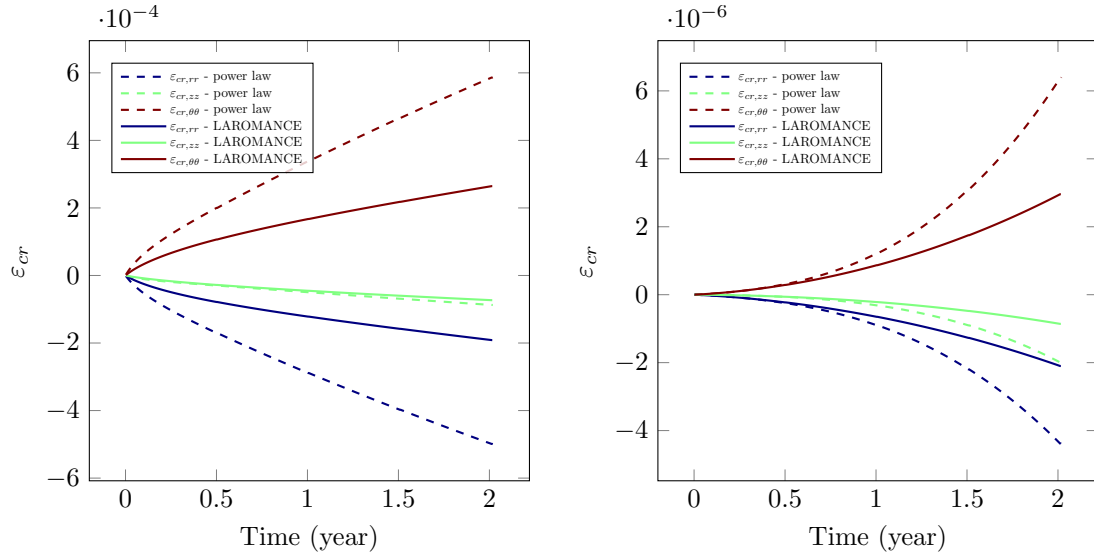 ·10⁻⁴
6
4
2
0
−2
−4
−6
ε_cr
ε_cr,rr - power law
ε_cr,zz - power law
ε_cr,θθ - power law
ε_cr,rr - LAROMANCE
ε_cr,zz - LAROMANCE
ε_cr,θθ - LAROMANCE
0 0.5 1 1.5 2
Time (year)
·10⁻⁶
6
4
2
0
−2
−4
ε_cr
ε_cr,rr - power law
ε_cr,zz - power law
ε_cr,θθ - power law
ε_cr,rr - LAROMANCE
ε_cr,zz - LAROMANCE
ε_cr,θθ - LAROMANCE
0 0.5 1 1.5 2
Time (year)